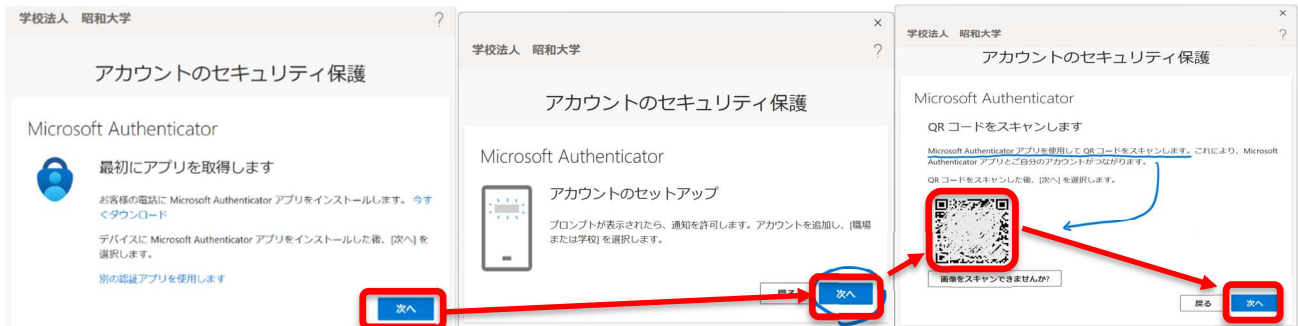 学校法人 昭和大学
?
アカウントのセキュリティ保護
Microsoft Authenticator
最初にアプリを取得します
お客様の電話に Microsoft Authenticator アプリをインストールします。 今す
ぐダウンロード
デバイスに Microsoft Authenticator アプリをインストールした後、[次へ] を
選択します。
別の認証アプリを使用します
次へ
×
学校法人 昭和大学
?
アカウントのセキュリティ保護
Microsoft Authenticator
アカウントのセットアップ
プロンプトが表示されたら、通知を許可します。アカウントを追加し、[職場
または学校] を選択します。
次へ
×
学校法人 昭和大学
?
アカウントのセキュリティ保護
Microsoft Authenticator
QR コードをスキャンします
Microsoft Authenticator アプリを使用して QR コードをスキャンします。これにより、Microsoft
Authenticator アプリとご自分のアカウントがつながります。
QR コードをスキャンした後、[次へ] を選択します。
画像をスキャンできませんか?
戻る
次へ